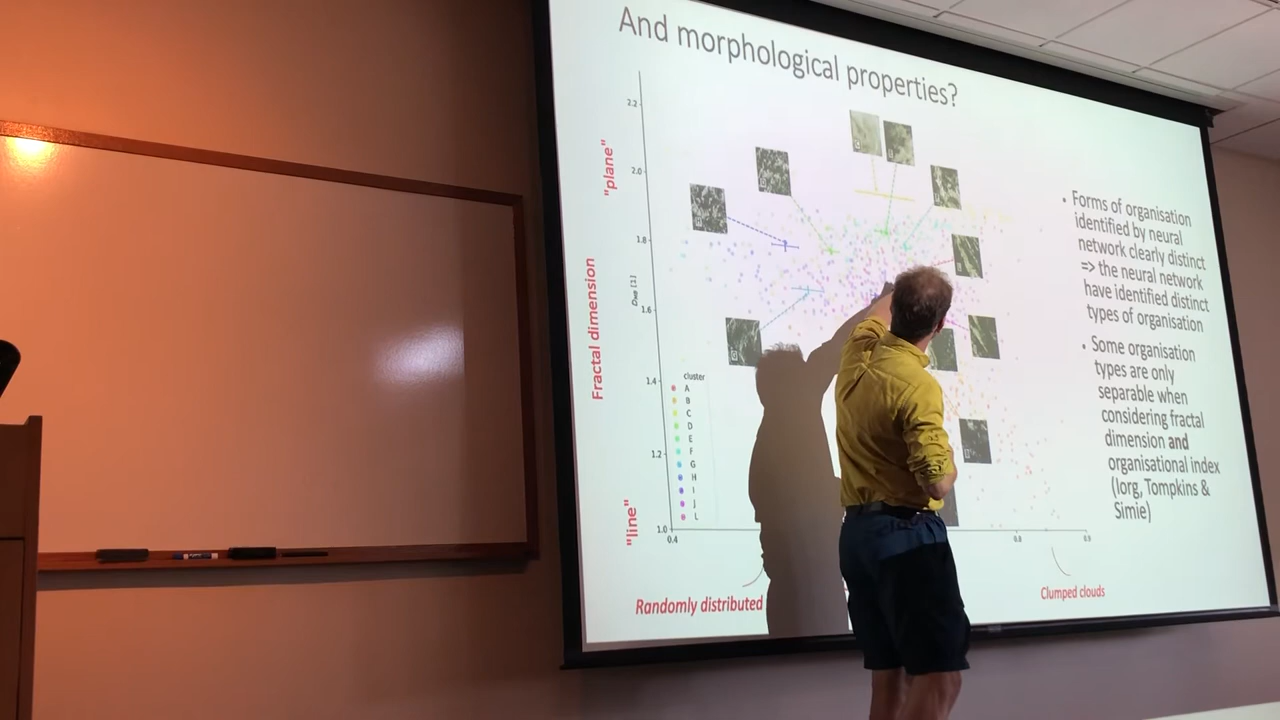 And morphological properties?
2.2
2.0
1.8
1.6
1.4
1.2
1.0
0.4
0.8
0.9
"plane"
Fractal dimension
"line"
cluster
A
B
C
D
E
F
G
H
I
J
L
Randomly distributed
Clumped clouds
• Forms of organisation
identified by neural
network clearly distinct
=> the neural network
have identified distinct
types of organisation
• Some organisation
types are only
separable when
considering fractal
dimension and
organisational index
(Iorg, Tompkins &
Simie)